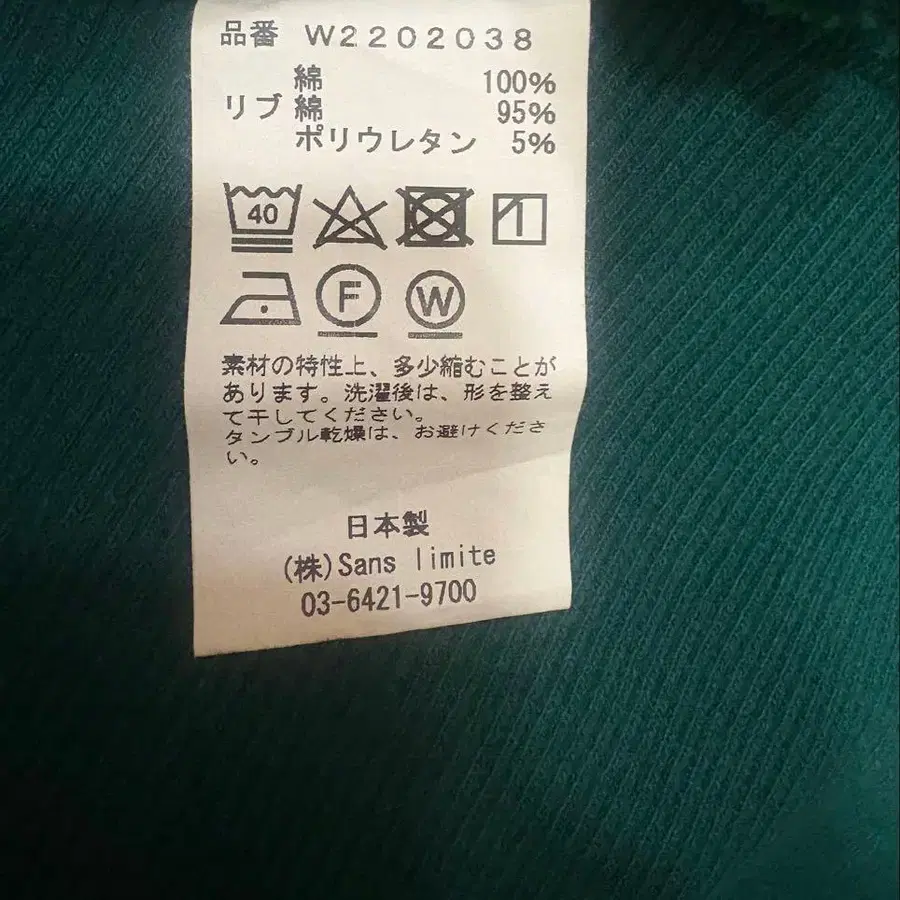 品番 W2202038
綿 100%
リブ 綿 95%
ポリウレタン 5%
40
F
W
素材の特性上、多少縮むことが
あります。洗濯後は、形を整え
て干してください。
タンブル乾燥は、お避けくださ
い。
日本製
(株)Sans limite
03-6421-9700